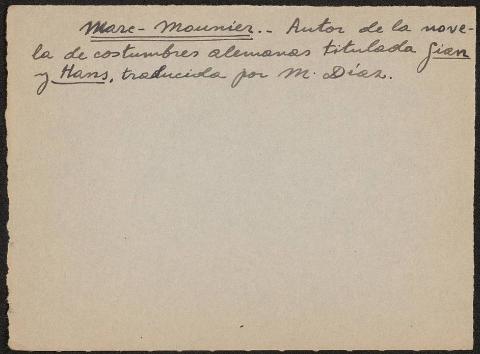 Marc-Mounier.- Autor de la nove-
la de costumbres alemanas titulada Gian
y Hans, traducida por M. Díaz.